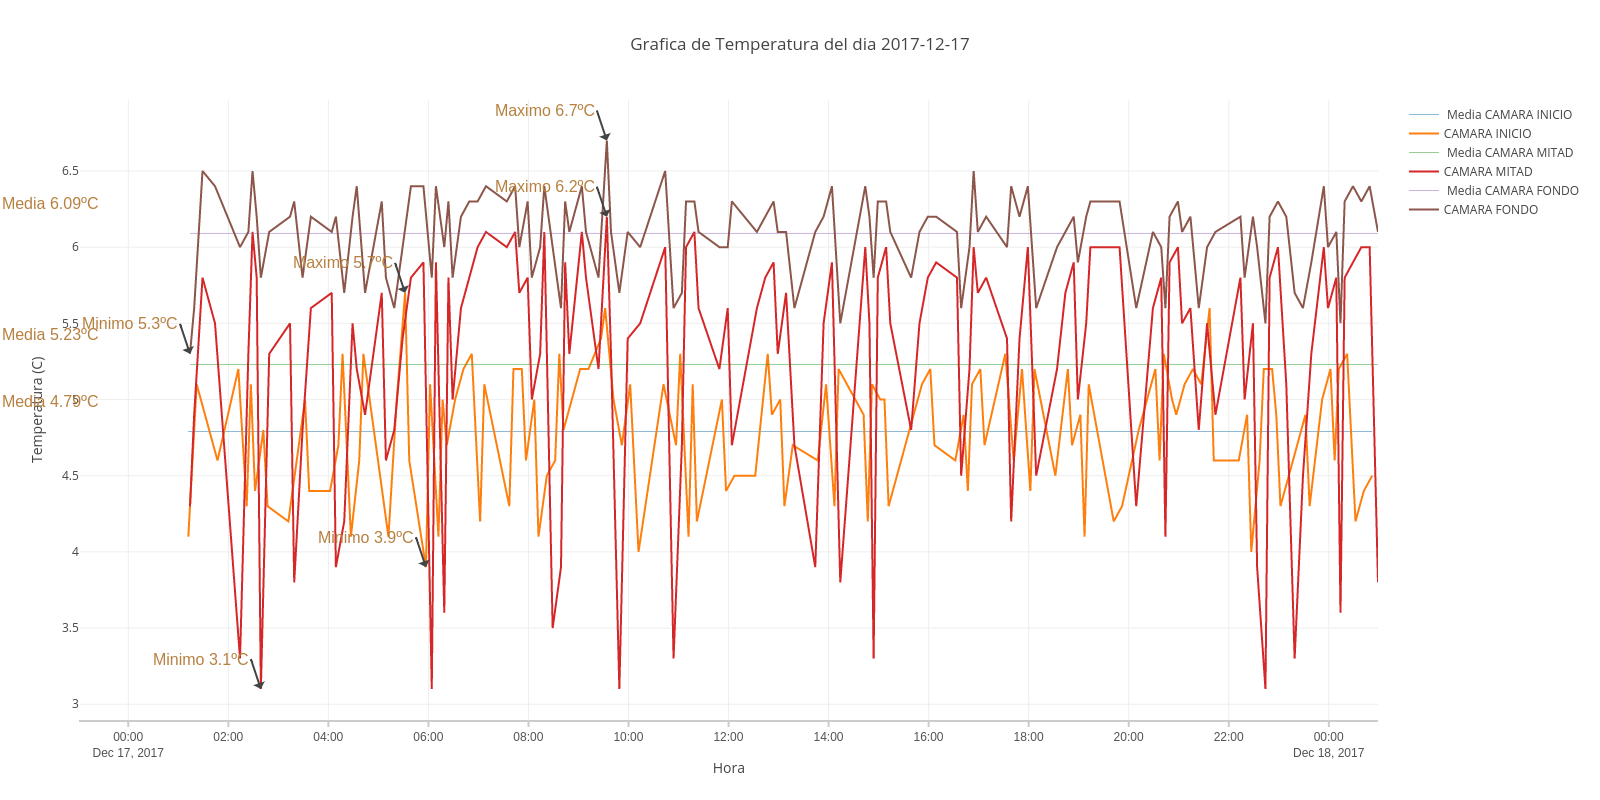 Grafica de Temperatura del dia 2017-12-17
Maximo 6.7ºC
Maximo 6.2ºC
Maximo 5.7ºC
Minimo 5.3ºC
Minimo 3.9ºC
Minimo 3.1ºC
Media 6.09ºC
Media 5.23ºC
Media 4.79ºC
Temperatura (C)
6.5
6
5.5
5
4.5
4
3.5
3
00:00
Dec 17, 2017
02:00
04:00
06:00
08:00
10:00
12:00
14:00
16:00
18:00
20:00
22:00
00:00
Dec 18, 2017
Hora
Media CAMARA INICIO
CAMARA INICIO
Media CAMARA MITAD
CAMARA MITAD
Media CAMARA FONDO
CAMARA FONDO